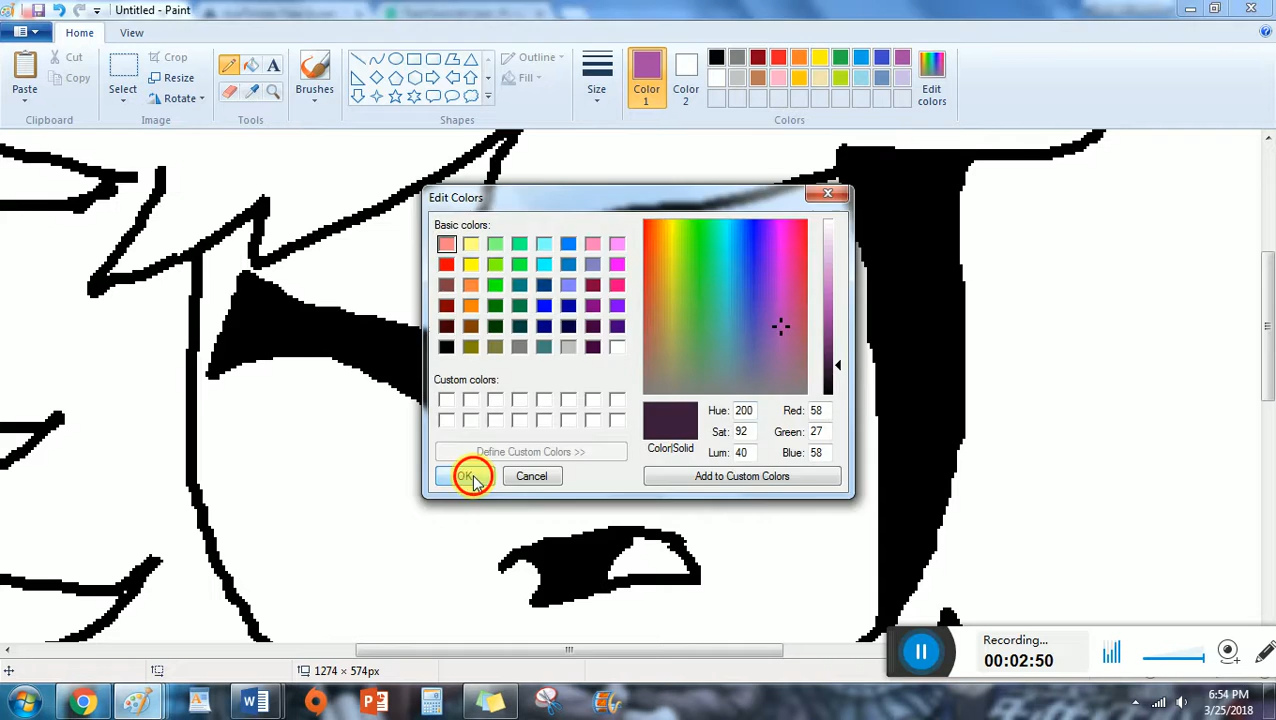 Untitled - Paint
Home
View
Paste
Cut
Copy
Clipboard
Select
Crop
Resize
Rotate
Image
A
Tools
Brushes
Outline
Fill
Shapes
Size
Color
1
Color
2
Edit
colors
Colors
Edit Colors
Basic colors:
Custom colors:
Define Custom Colors >>
OK
Cancel
Color|Solid
Hue: 200
Sat: 92
Lum: 40
Red: 58
Green: 27
Blue: 58
Add to Custom Colors
Recording...
00:02:50
1274 × 574px
6:54 PM
3/25/2018